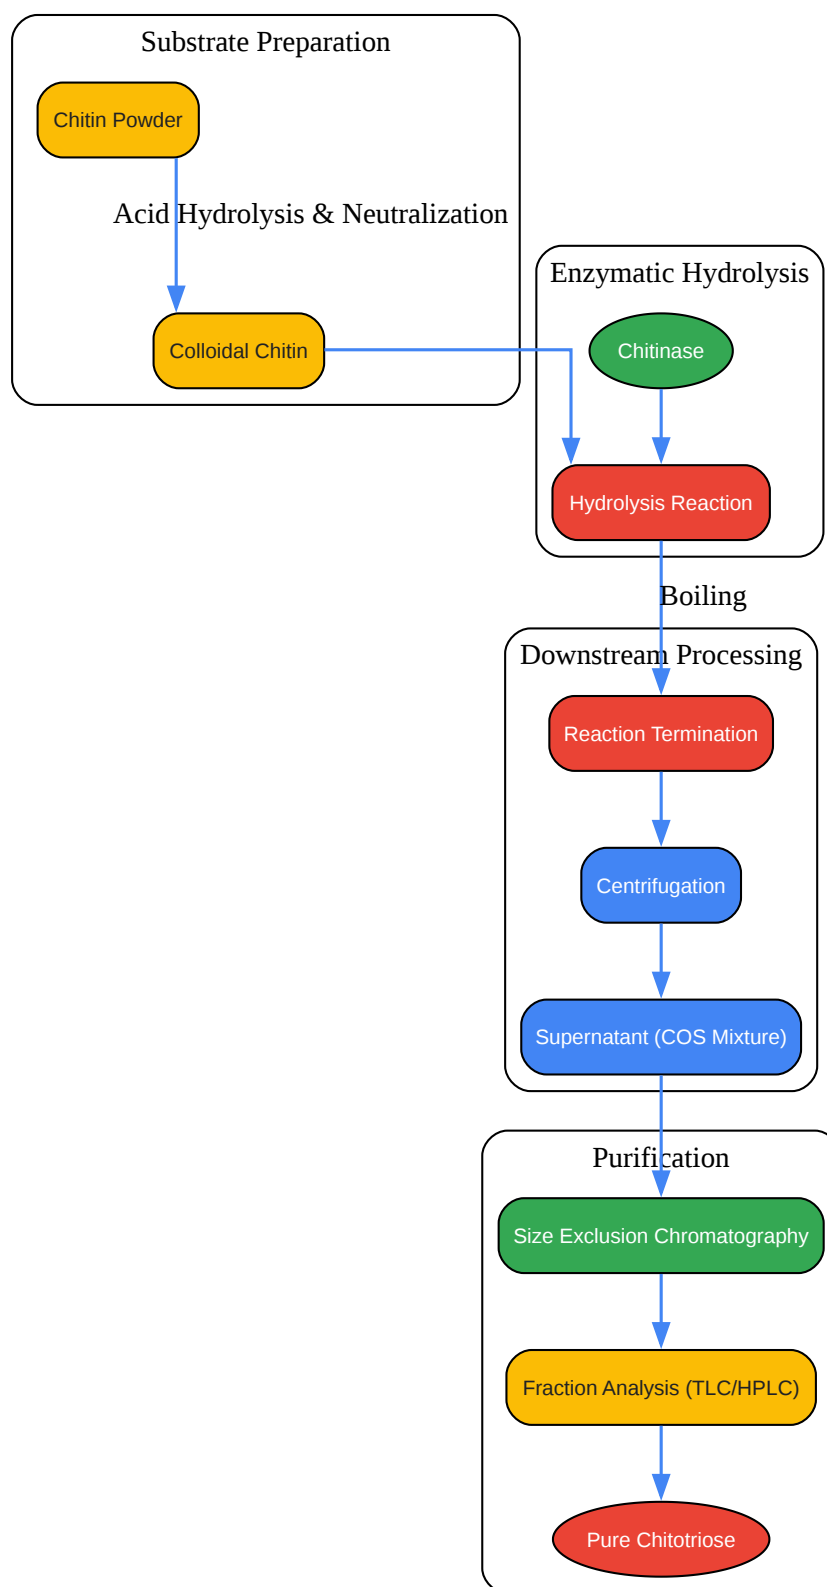 Substrate Preparation
Chitin Powder
Acid Hydrolysis & Neutralization
Colloidal Chitin
Enzymatic Hydrolysis
Chitinase
Hydrolysis Reaction
Boiling
Downstream Processing
Reaction Termination
Centrifugation
Supernatant (COS Mixture)
Purification
Size Exclusion Chromatography
Fraction Analysis (TLC/HPLC)
Pure Chitotriose